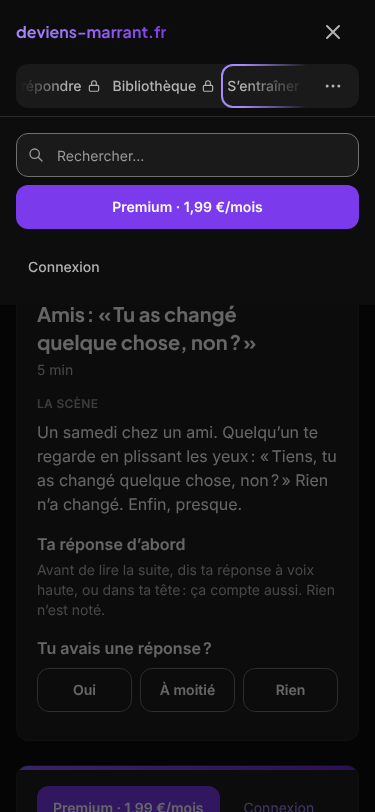 deviens-marrant.fr
répondre Bibliothèque S'entraîner ...
Rechercher...
Premium · 1,99 €/mois
Connexion
Amis : « Tu as changé
quelque chose, non ? »
5 min
LA SCÈNE
Un samedi chez un ami. Quelqu'un te
regarde en plissant les yeux : « Tiens, tu
as changé quelque chose, non ? » Rien
n'a changé. Enfin, presque.
Ta réponse d'abord
Avant de lire la suite, dis ta réponse à voix
haute, ou dans ta tête : ça compte aussi. Rien
n'est noté.
Tu avais une réponse ?
Oui À moitié Rien
Premium · 1,99 €/mois Connexion